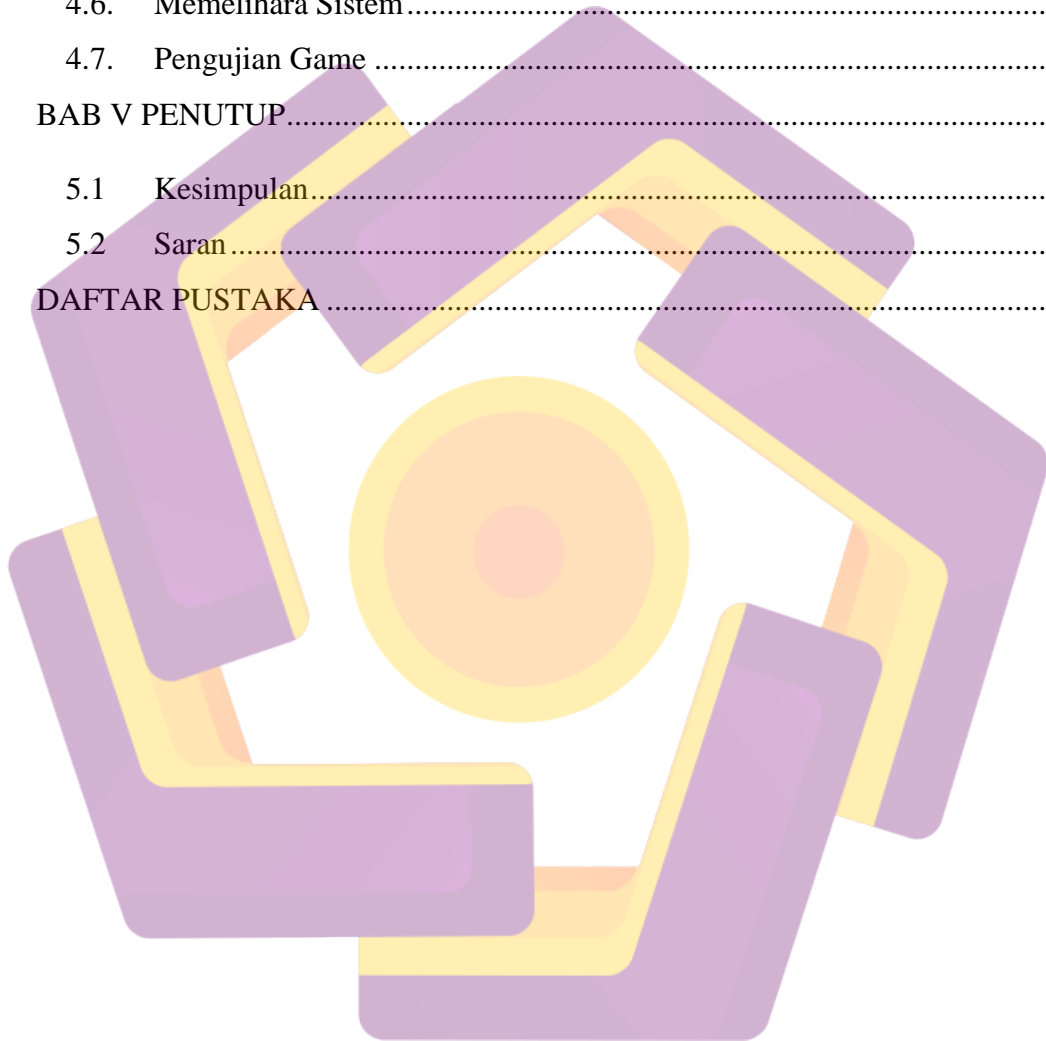 4.6. Memelihara Sistem........................................................................
4.7. Pengujian Game ............................................................................
BAB V PENUTUP.....................................................................................
5.1 Kesimpulan....................................................................................
5.2 Saran..............................................................................................
DAFTAR PUSTAKA ................................................................................